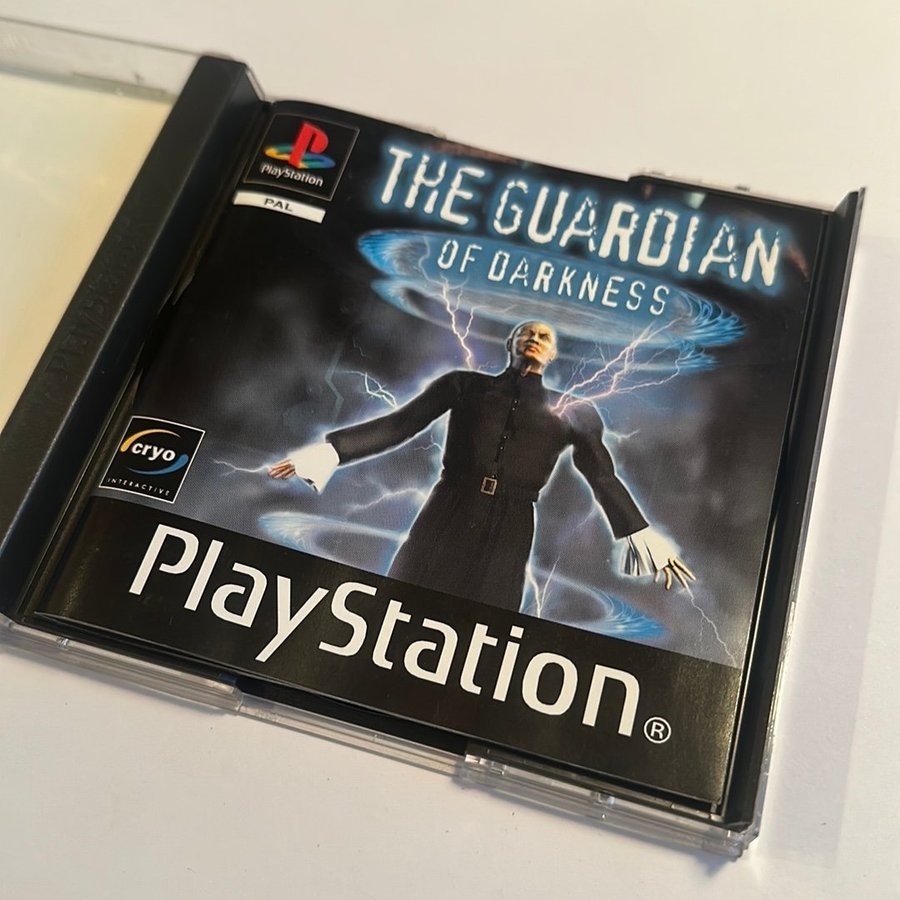 PlayStation
PAL
THE GUARDIAN
OF DARKNESS
cryo
INTERACTIVE
PlayStation®